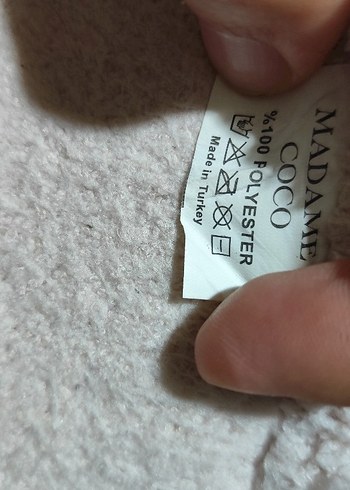 MADAME
COCO
%100 POLYESTER
Made in Turkey